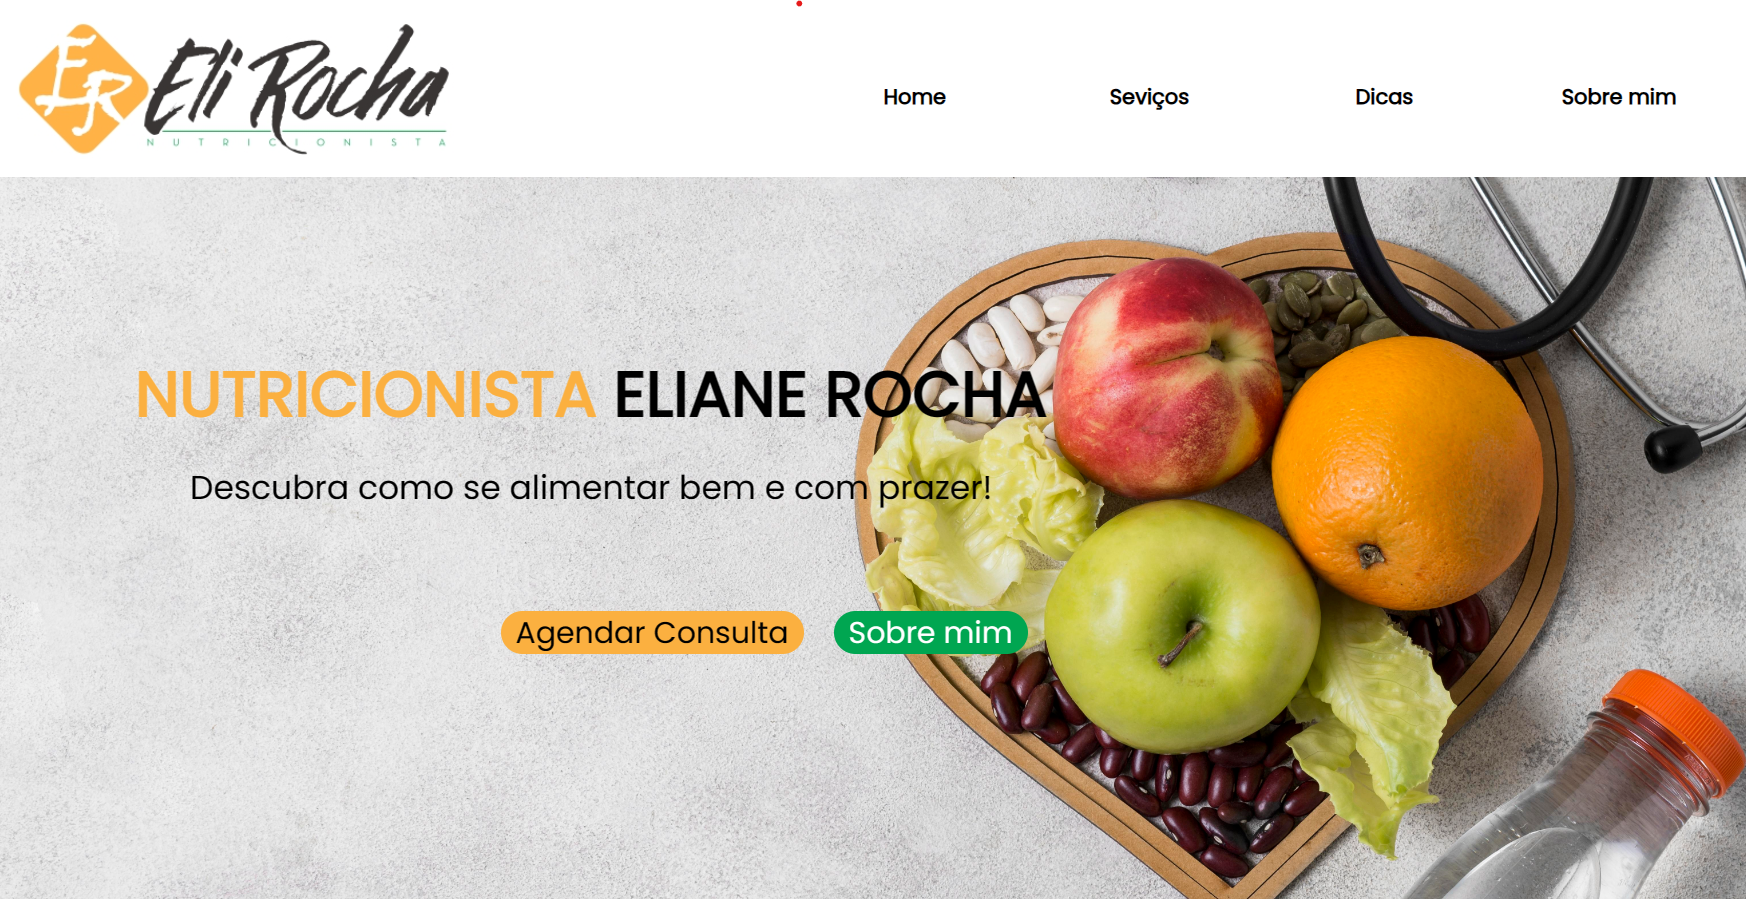 ER Eli Rocha
NUTRICIONISTA
Home Seviços Dicas Sobre mim
NUTRICIONISTA ELIANE ROCHA
Descubra como se alimentar bem e com prazer!
Agendar Consulta Sobre mim